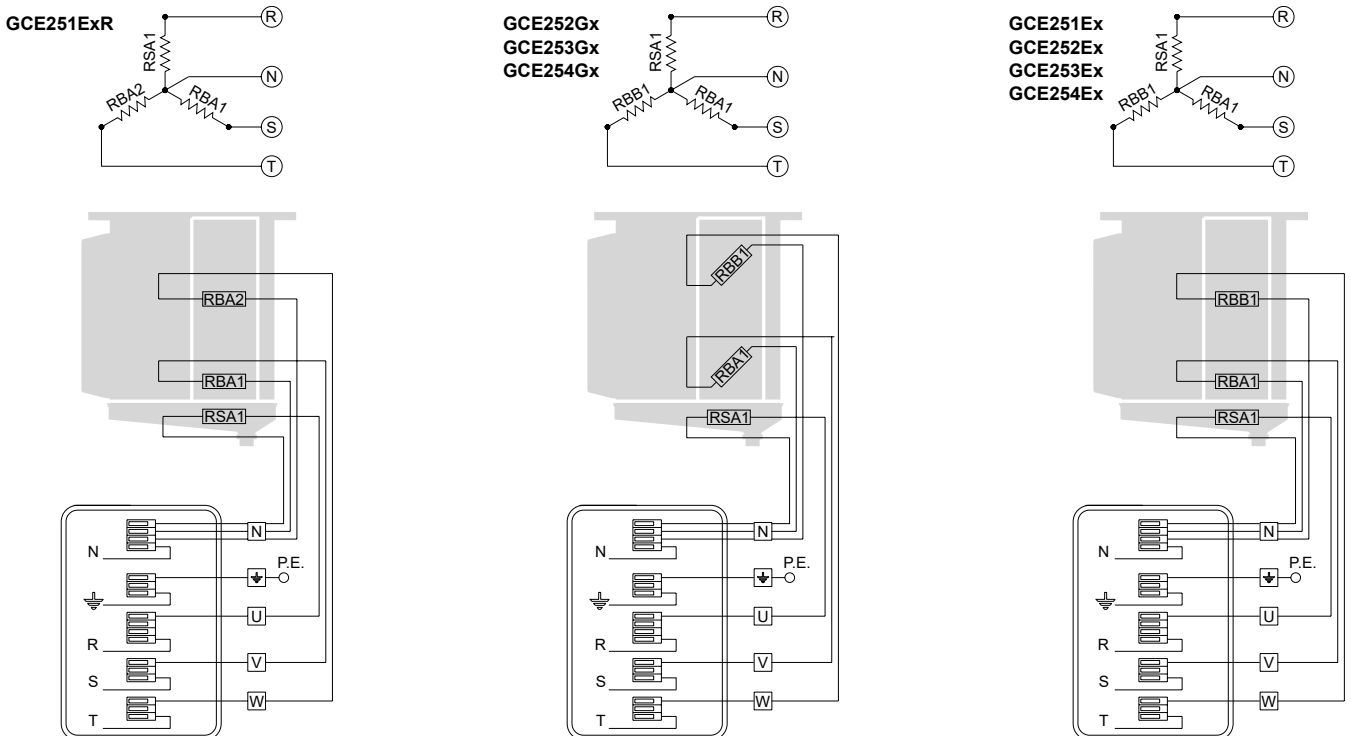 GCE251ExR
R
RSA1
N
RBA2
RBA1
S
T
RBA2
RBA1
RSA1
N
N
P.E.
U
R
V
S
W
T
GCE252Gx
GCE253Gx
GCE254Gx
R
RSA1
N
RBB1
RBA1
S
T
RBB1
RBA1
RSA1
N
N
P.E.
U
R
V
S
W
T
GCE251Ex
GCE252Ex
GCE253Ex
GCE254Ex
R
RSA1
N
RBB1
RBA1
S
T
RBB1
RBA1
RSA1
N
N
P.E.
U
R
V
S
W
T